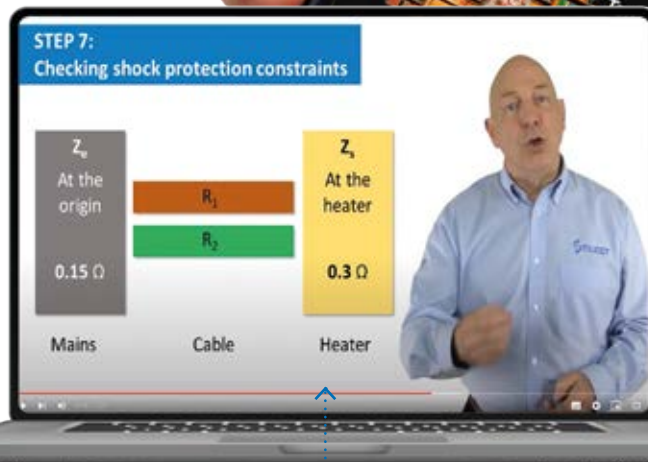 STEP 7:
Checking shock protection constraints
Zₑ
At the
origin
0.15 Ω
R₁
R₂
Zₛ
At the
heater
0.3 Ω
Mains
Cable
Heater